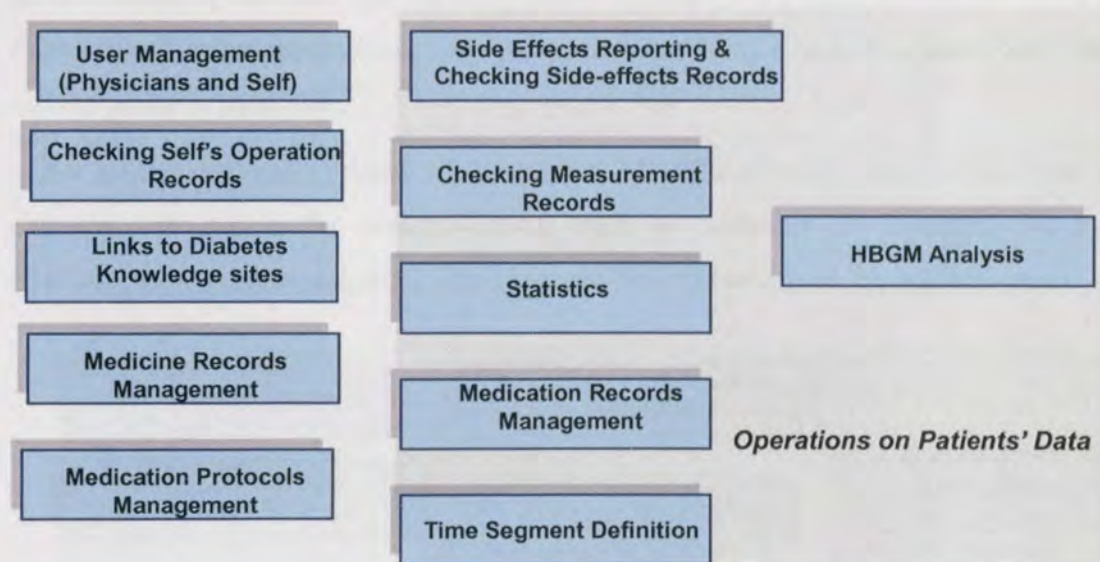 User Management
(Physicians and Self)
Checking Self's Operation
Records
Links to Diabetes
Knowledge sites
Medicine Records
Management
Medication Protocols
Management
Side Effects Reporting &
Checking Side-effects Records
Checking Measurement
Records
Statistics
Medication Records
Management
Time Segment Definition
HBGM Analysis
Operations on Patients' Data